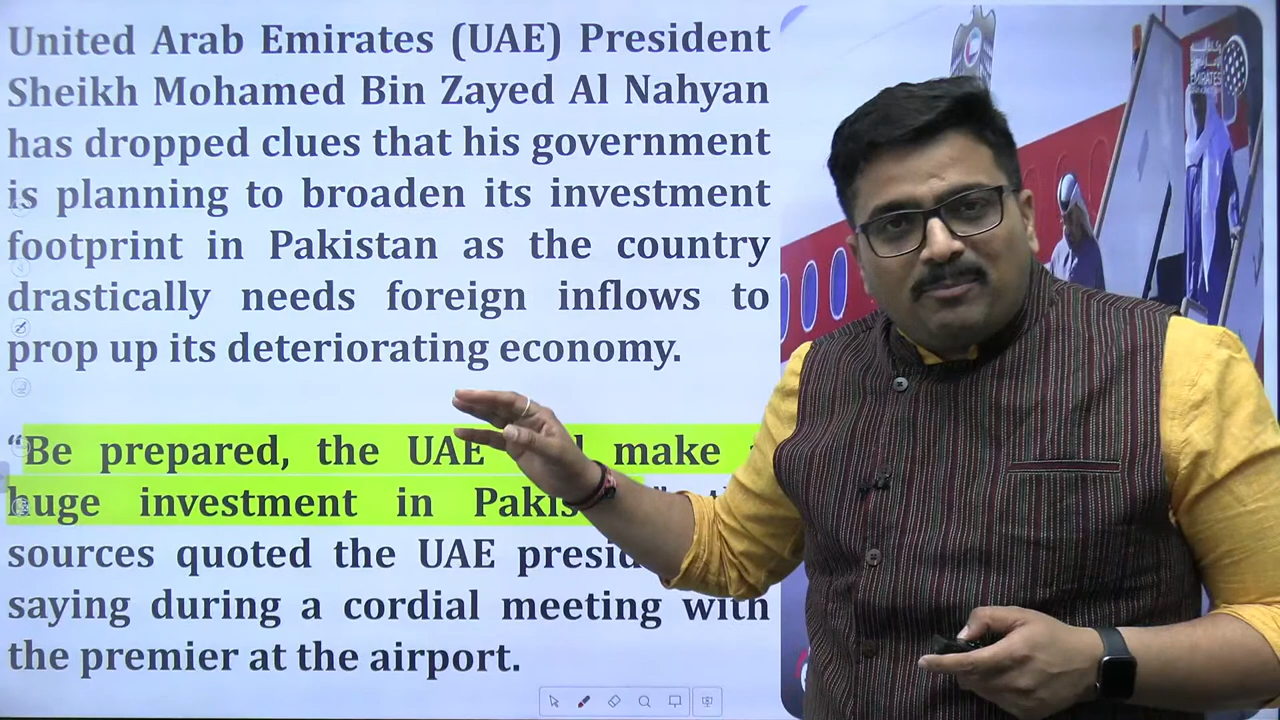 United Arab Emirates (UAE) President
Sheikh Mohamed Bin Zayed Al Nahyan
has dropped clues that his government
is planning to broaden its investment
footprint in Pakistan as the country
drastically needs foreign inflows to
prop up its deteriorating economy.
“Be prepared, the UAE make
huge investment in
sources quoted the UAE
saying during a cordial meeting with
the premier at the airport.
EMIRATES